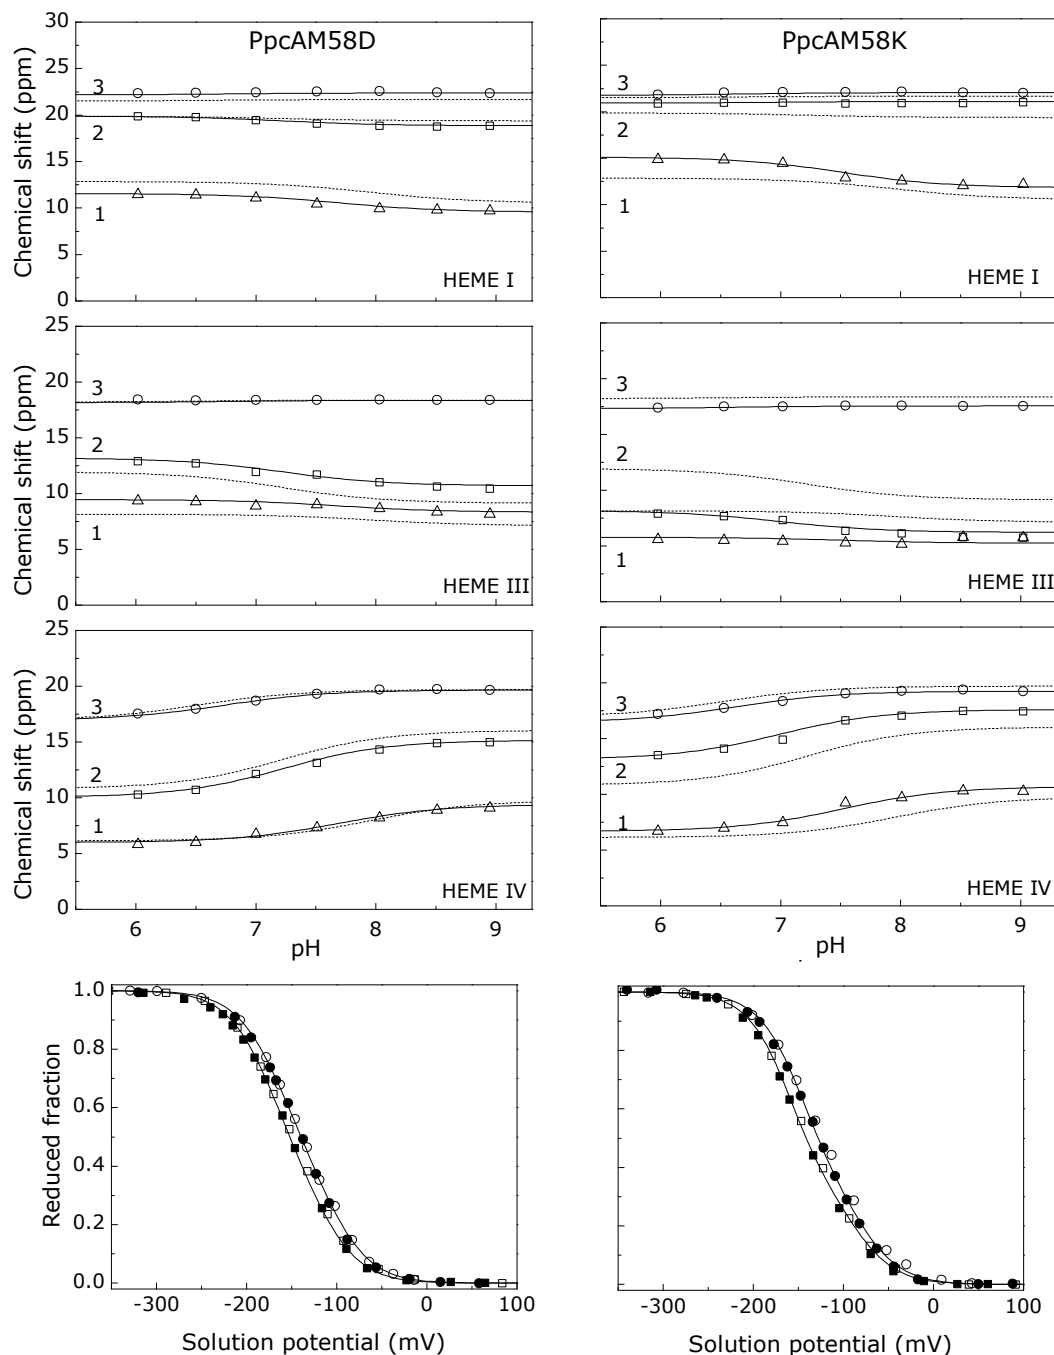 PpcAM58D
PpcAM58K
30
25
20
15
10
5
0
Chemical shift (ppm)
3
2
1
HEME I
3
2
1
HEME I
25
20
15
10
5
0
Chemical shift (ppm)
3
2
1
HEME III
3
2
1
HEME III
25
20
15
10
5
0
Chemical shift (ppm)
3
2
1
HEME IV
3
2
1
HEME IV
6 7 8 9
pH
6 7 8 9
pH
1.0
0.8
0.6
0.4
0.2
0.0
Reduced fraction
-300 -200 -100 0 100
Solution potential (mV)
-300 -200 -100 0 100
Solution potential (mV)